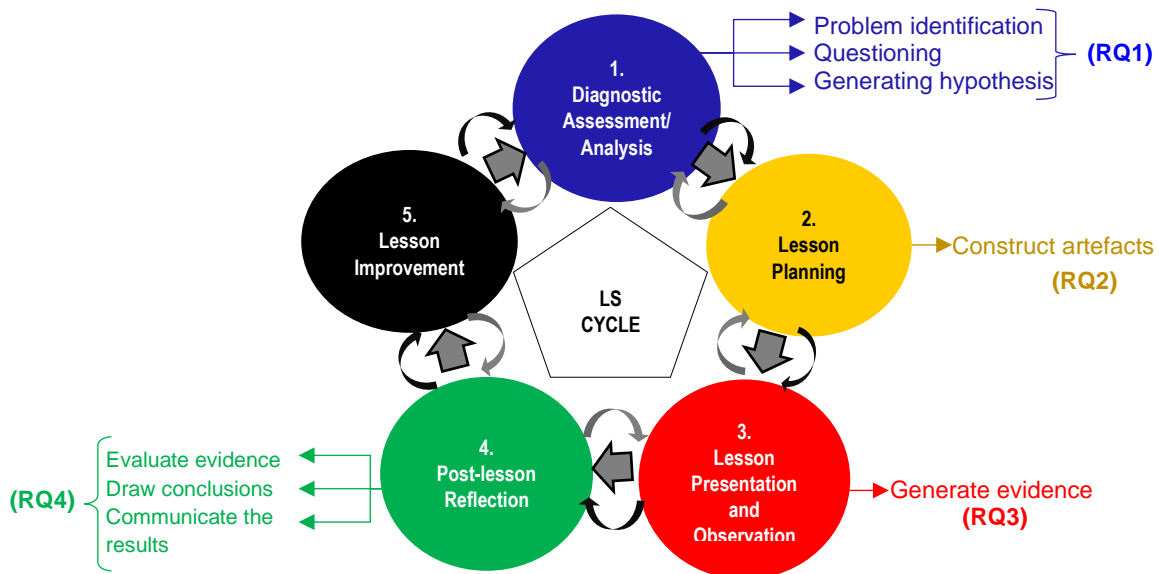 1.
Diagnostic
Assessment/
Analysis
Problem identification
Questioning
Generating hypothesis
(RQ1)
2.
Lesson
Planning
Construct artefacts
(RQ2)
3.
Lesson
Presentation
and
Observation
Generate evidence
(RQ3)
4.
Post-lesson
Reflection
Evaluate evidence
Draw conclusions
Communicate the
results
(RQ4)
5.
Lesson
Improvement
LS
CYCLE